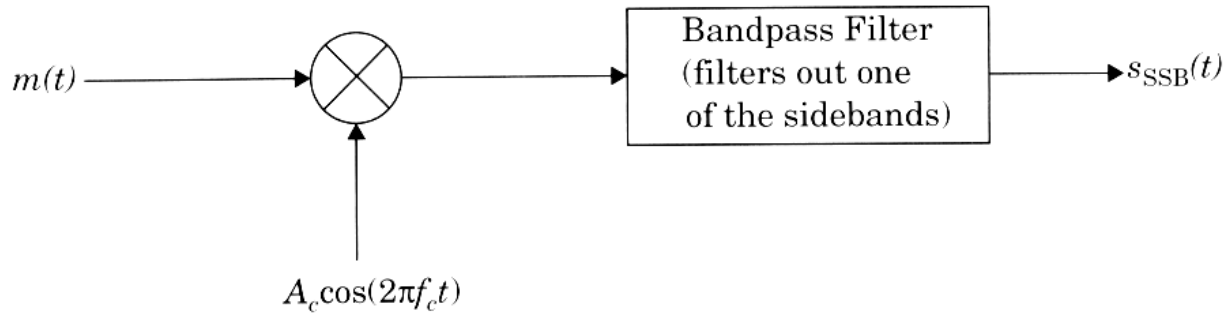 m(t)
Bandpass Filter
(filters out one
of the sidebands)
s_SSB(t)
A_c cos(2πf_c t)